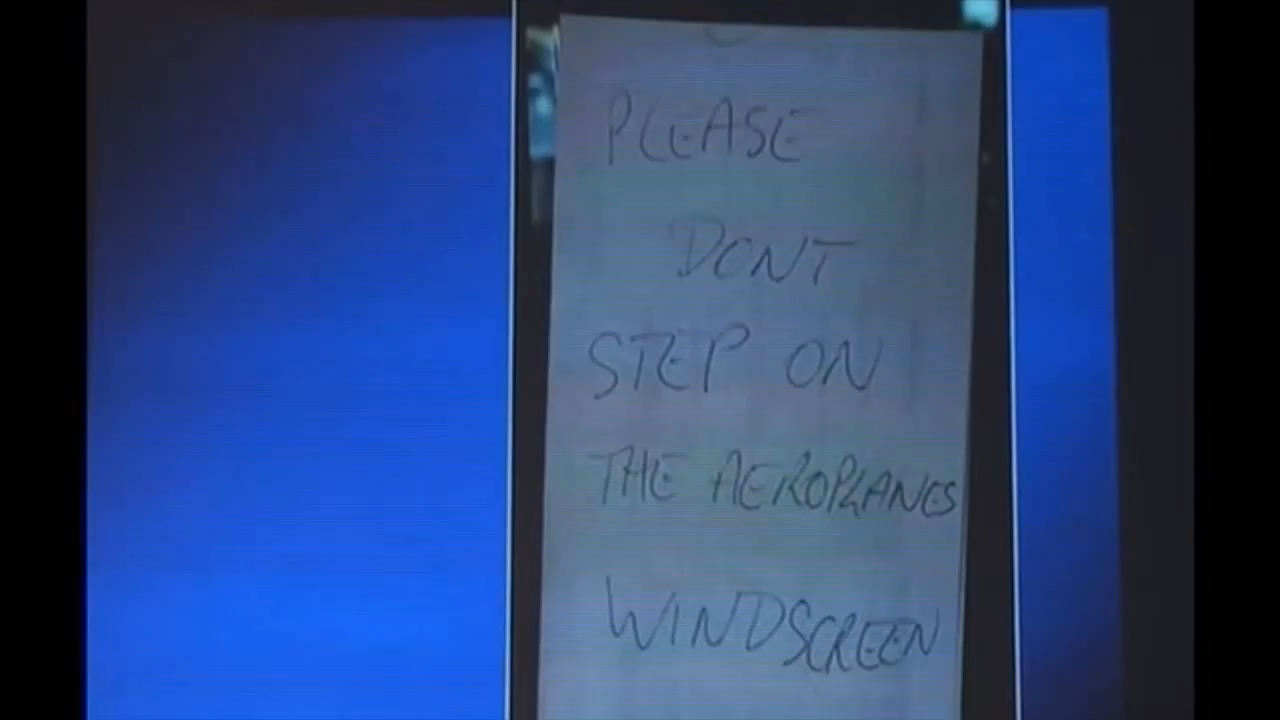 PLEASE
DONT
STEP ON
THE AEROPLANES
WINDSCREEN